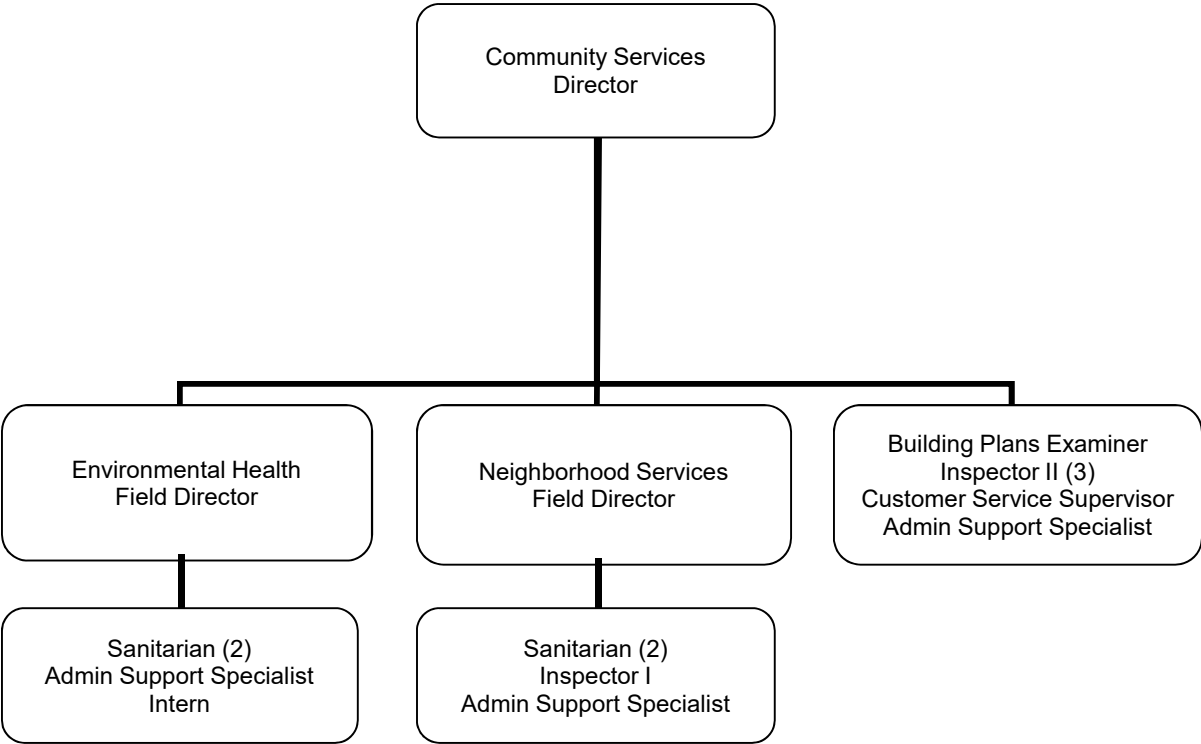 Community Services
Director
Environmental Health
Field Director
Neighborhood Services
Field Director
Building Plans Examiner
Inspector II (3)
Customer Service Supervisor
Admin Support Specialist
Sanitarian (2)
Admin Support Specialist
Intern
Sanitarian (2)
Inspector I
Admin Support Specialist